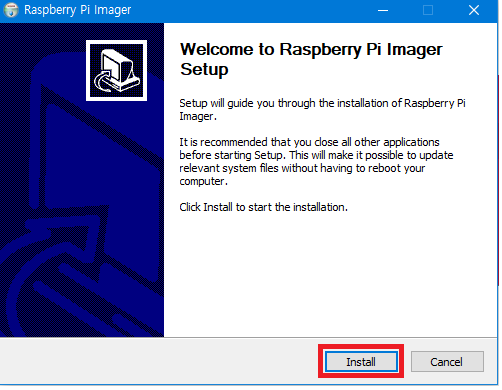 Raspberry Pi Imager
Welcome to Raspberry Pi Imager
Setup
Setup will guide you through the installation of Raspberry Pi
Imager.
It is recommended that you close all other applications
before starting Setup. This will make it possible to update
relevant system files without having to reboot your
computer.
Click Install to start the installation.
Install
Cancel